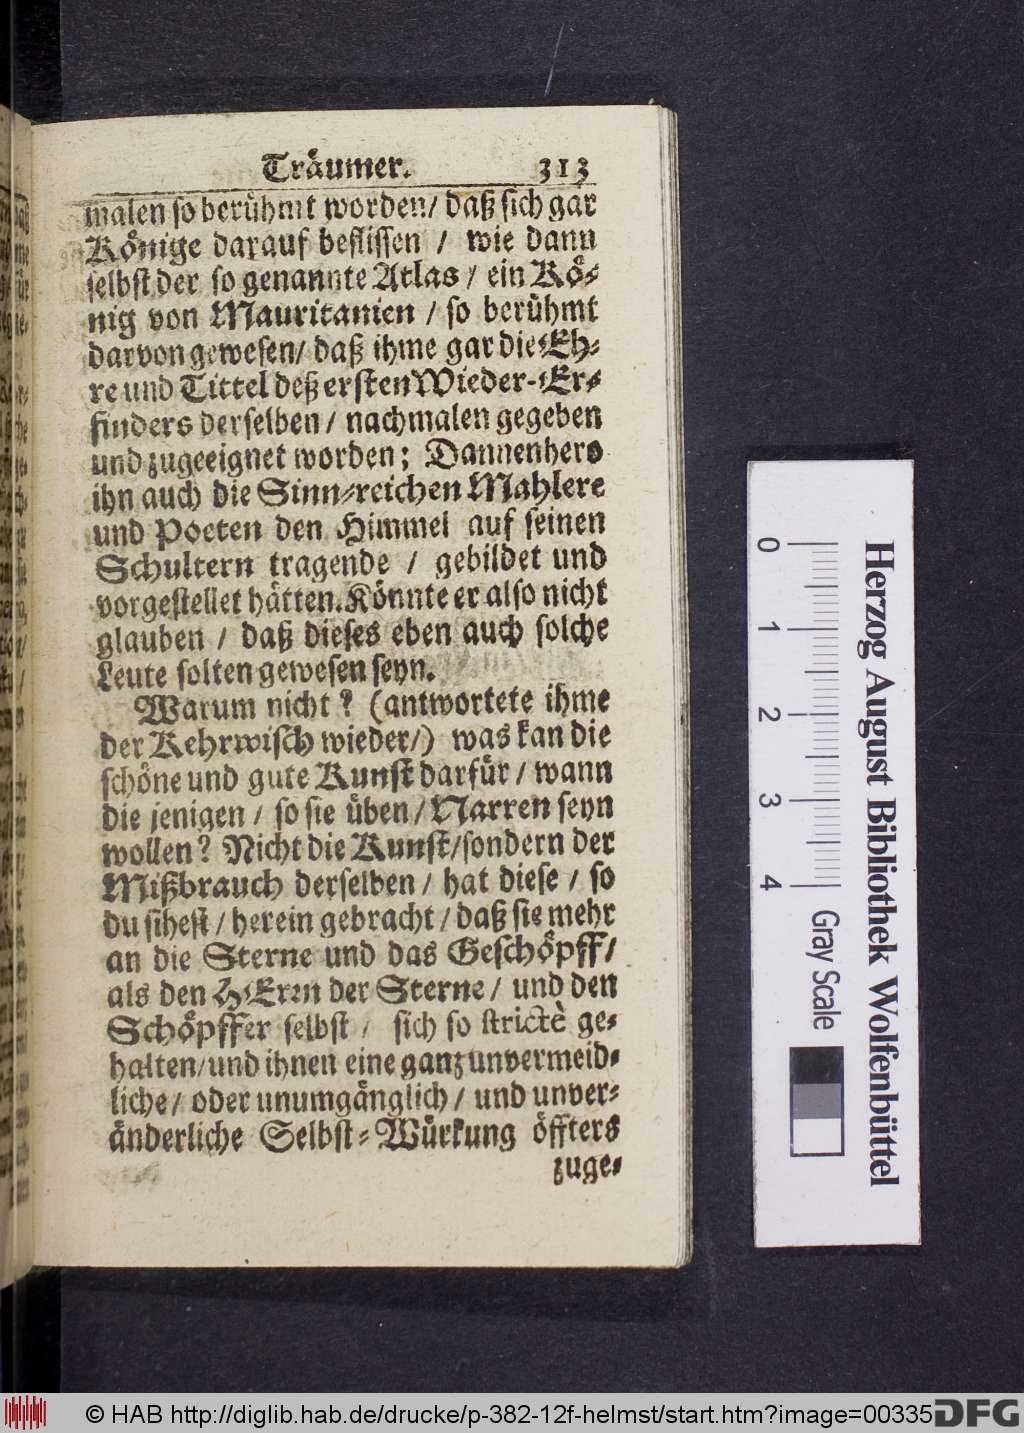 Träumer. 313
malen so berühmt worden/ daß sich gar
Könige darauf beflissen / wie dann
selbst der so genannte Atlas / ein Kö-
nig von Mauritanien / so berühmt
darvon gewesen/ daß ihme gar die Eh-
re und Tittel deß ersten Wieder-Er-
finders derselben / nachmalen gegeben
und zugeeignet worden; Dannenhero
ihn auch die Sinn-reichen Mahlere
und Poeten den Himmel auf seinen
Schultern tragende / gebildet und
vorgestellet hätten. Könnte er also nicht
glauben / daß dieses eben auch solche
Leute solten gewesen seyn.
Warum nicht? (antwortete ihme
der Kehrwisch wieder/) was kan die
schöne und gute Kunst darfür / wann
die jenigen / so sie üben / Narren seyn
wollen? Nicht die Kunst/sondern der
Mißbrauch derselben / hat diese / so
du sihest / herein gebracht / daß sie mehr
an die Sterne und das Geschöpff/
als den HErrn der Sterne / und den
Schöpffer selbst / sich so strictè ge-
halten/und ihnen eine ganz unvermeid-
liche / oder unumgänglich / und unver-
änderliche Selbst-Würkung öffters
zuge-
Herzog August Bibliothek Wolfenbüttel
0 1 2 3 4 Gray Scale
© HAB http://diglib.hab.de/drucke/p-382-12f-helmst/start.htm?image=00335
DFG